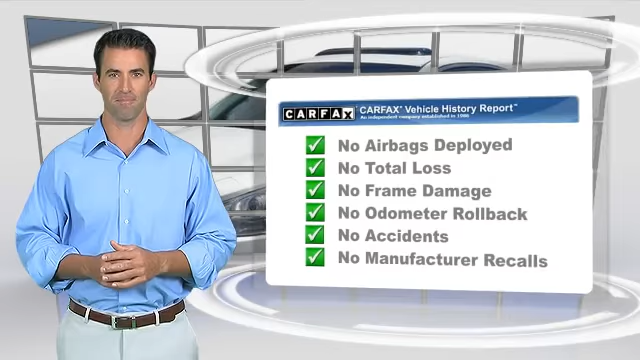 CARFAX CARFAX Vehicle History Report™
An independent company established in 1986
No Airbags Deployed
No Total Loss
No Frame Damage
No Odometer Rollback
No Accidents
No Manufacturer Recalls